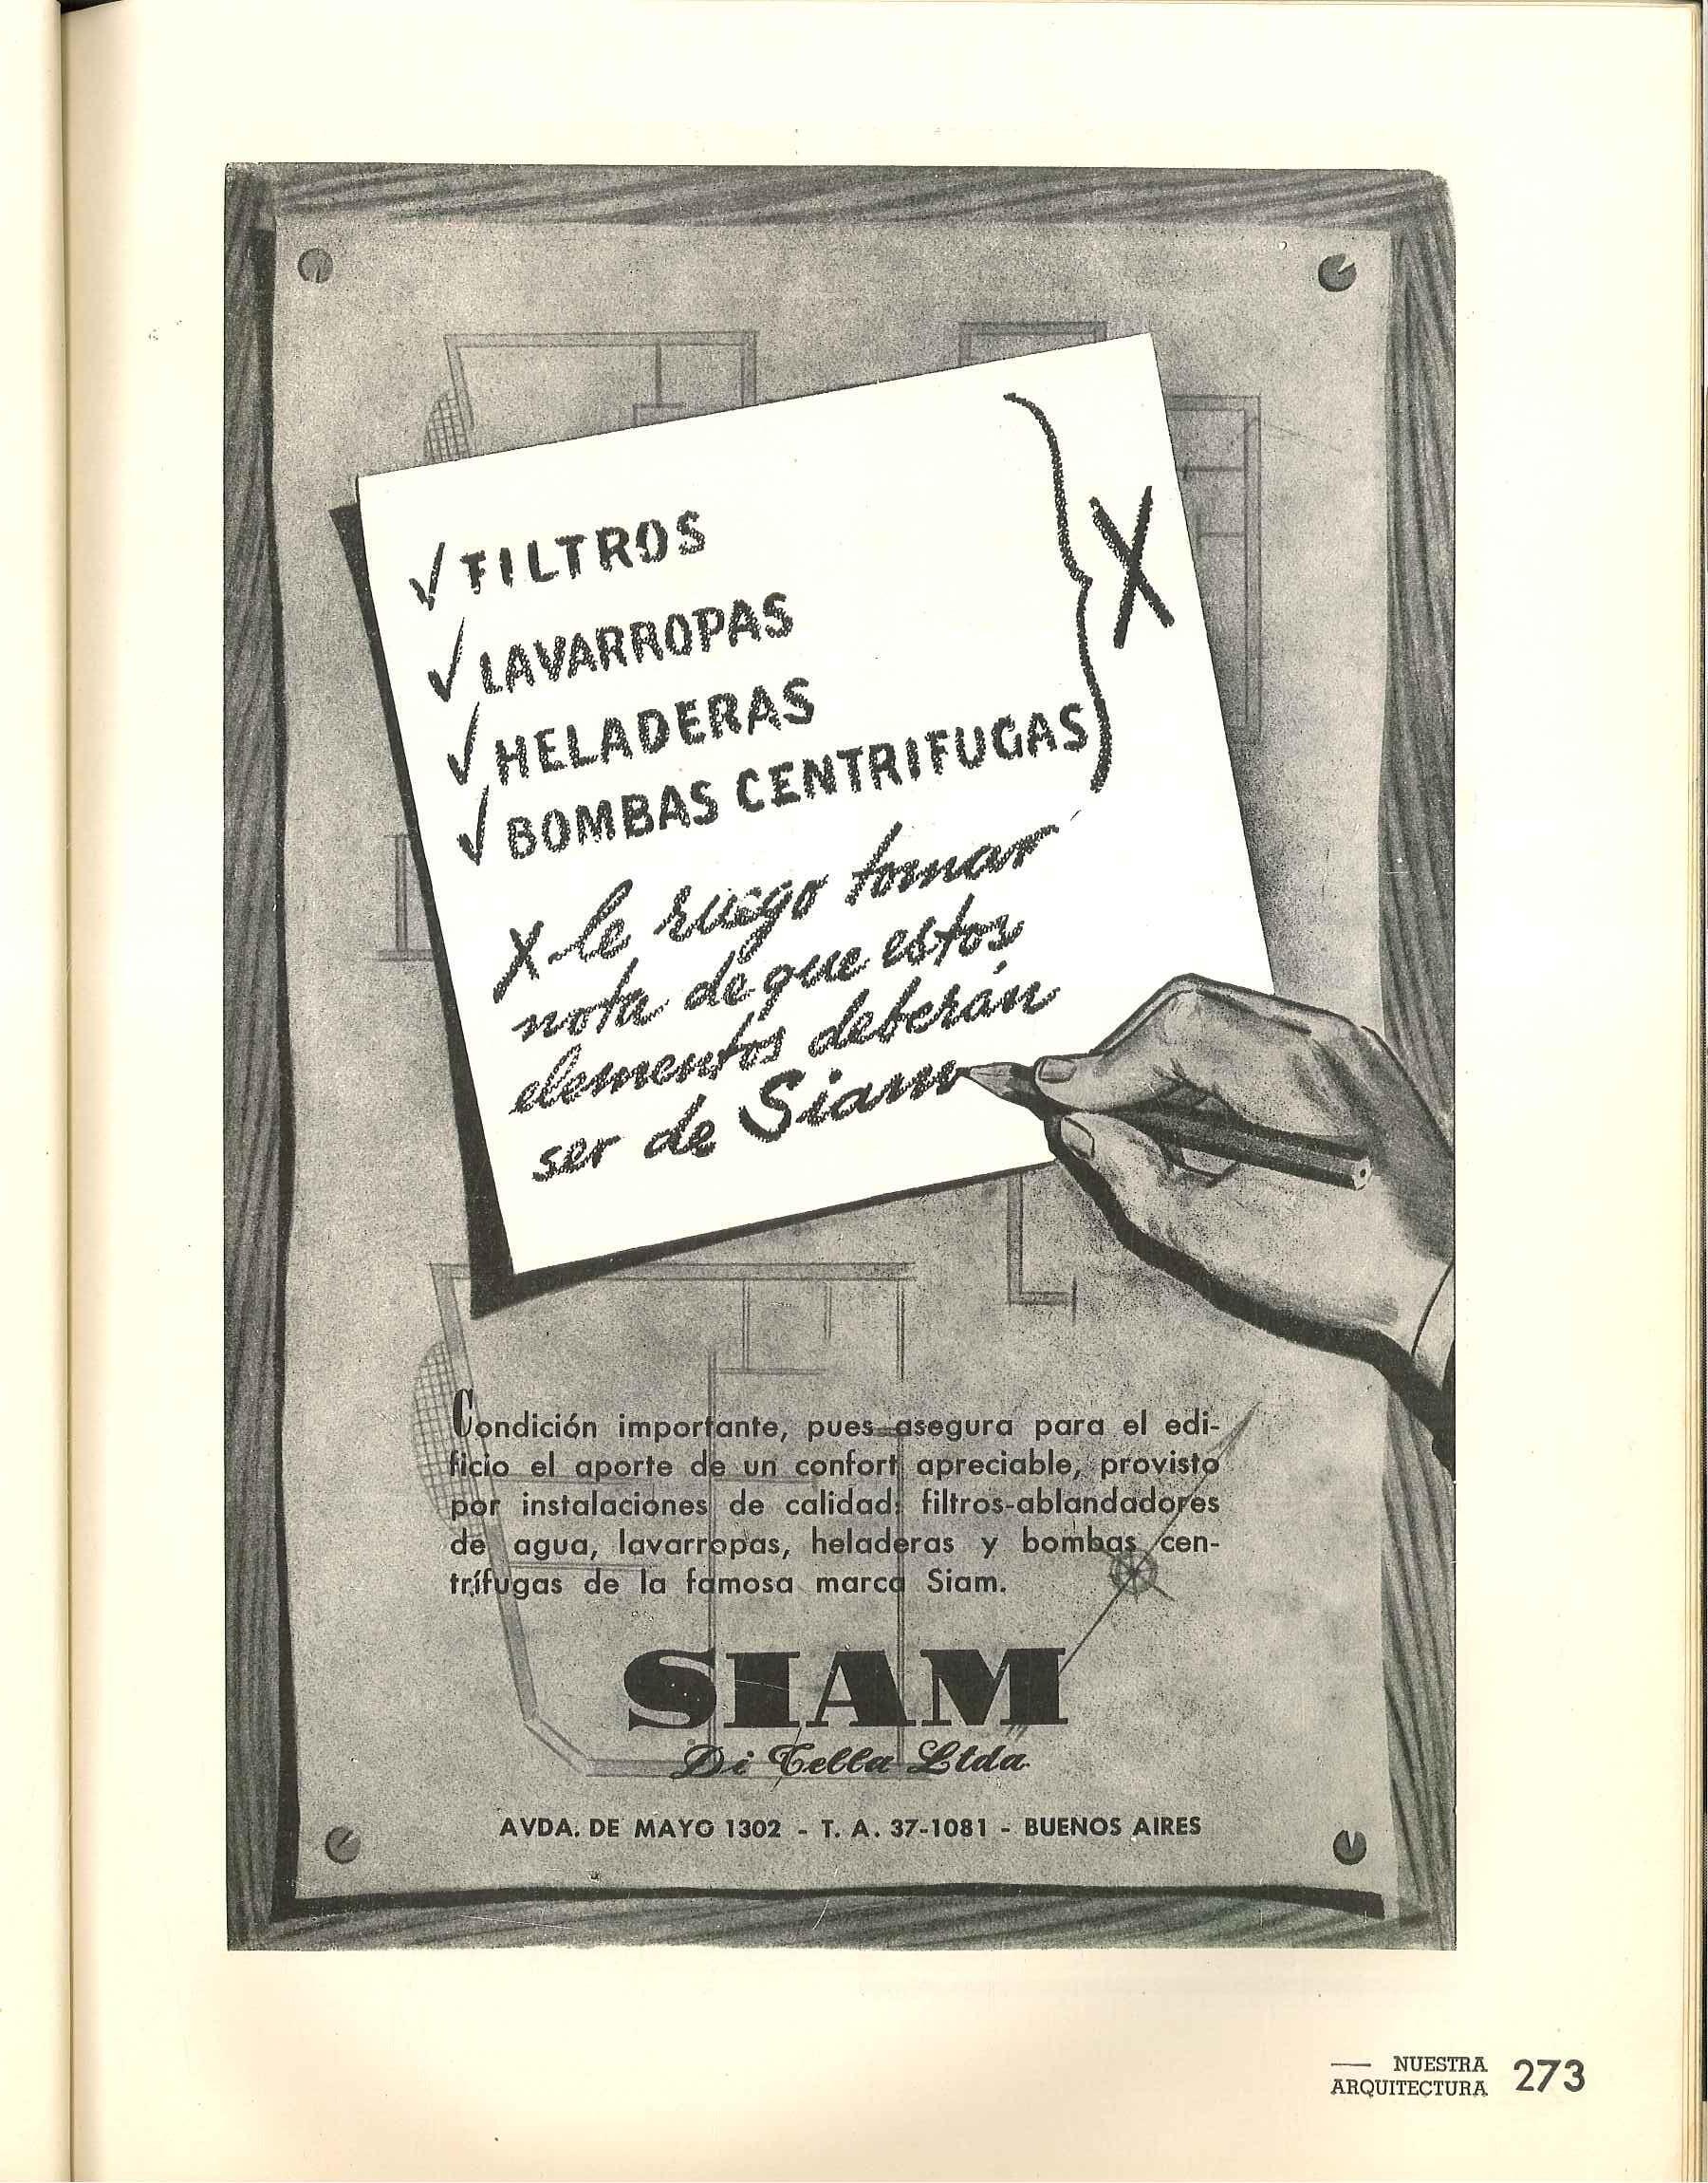 ✓ FILTROS
✓ LAVARROPAS
✓ HELADERAS
✓ BOMBAS CENTRIFUGAS
} X
X le ruego tomar
nota de que estos
elementos deberán
ser de Siam
Condición importante, pues asegura para el edi-
ficio el aporte de un confort apreciable, provisto
por instalaciones de calidad: filtros-ablandadores
de agua, lavarropas, heladeras y bombas cen-
trífugas de la famosa marca Siam.
SIAM
Di Tella Ltda
AVDA. DE MAYO 1302 - T. A. 37-1081 - BUENOS AIRES
— NUESTRA
ARQUITECTURA 273